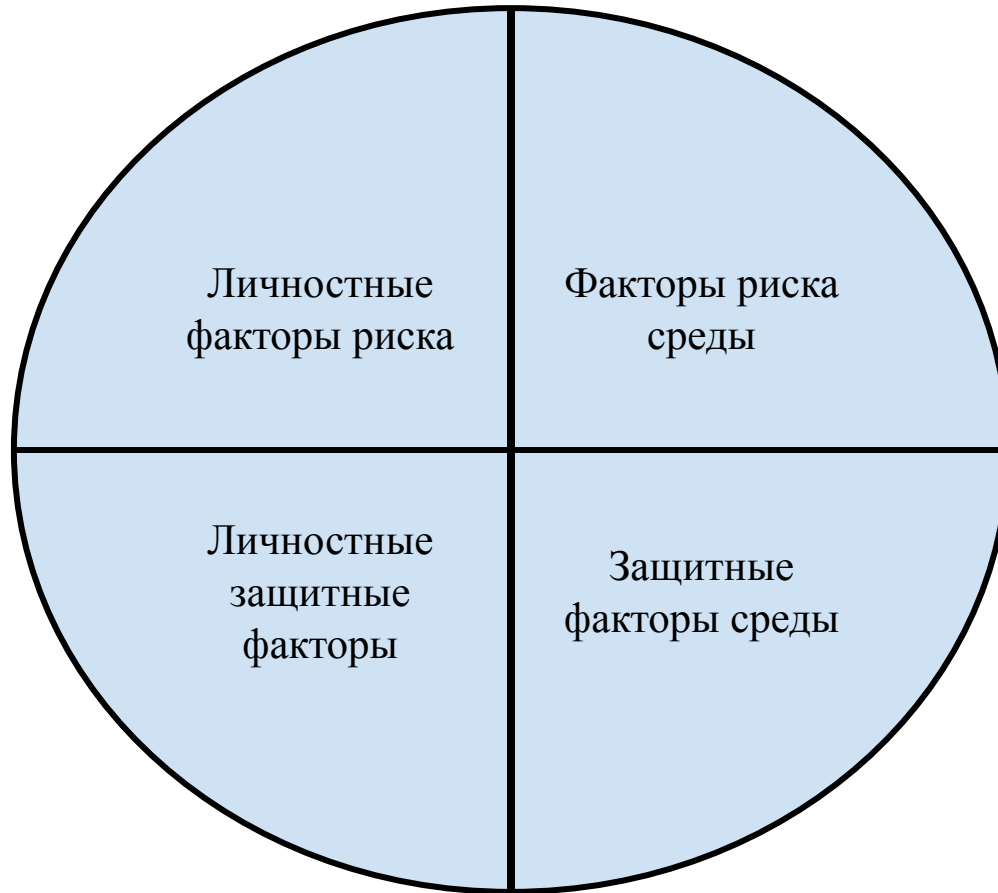 Личностные
факторы риска
Факторы риска
среды
Личностные
защитные
факторы
Защитные
факторы среды